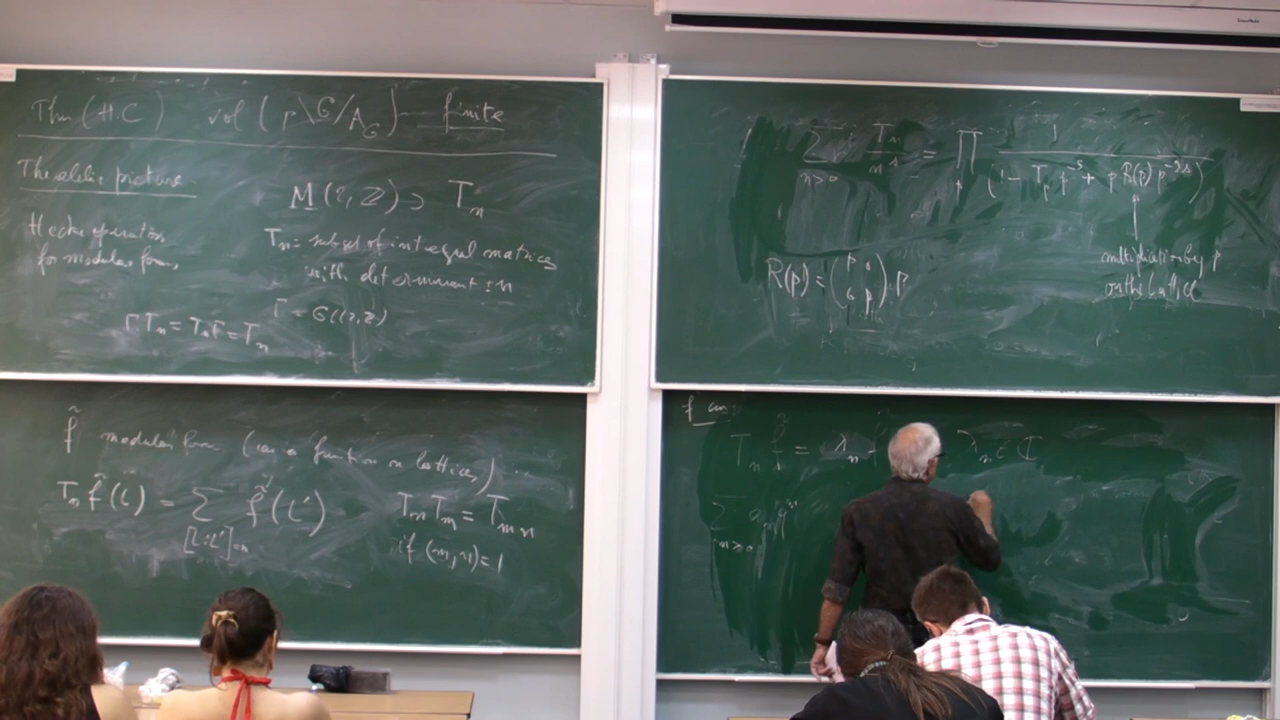 Thm (H.C) vol (Γ\G/A_G) finite
The adelic picture
Hecke operators
for modular forms
M(2,Z) ⊃ T_n
T_n = subset of integral matrices
with determinant = n
Γ = GL(2,Z)
ΓT_n = T_nΓ = T_n
f̃ modular form (as a function on lattices)
T_n f̃(L) = ∑ f̃(L')
[L:L']=n
T_n T_m = T_mn
if (m,n)=1
∑ T_n/n^s = ∏ 1/(1 - T_p p^-s + p R(p) p^-2s)
n>0 p
R(p) = (p 0
0 p) Γ
multiplication by p
on the lattice
T_n f̃ = λ_n f̃ λ_n ∈ ℂ
∑ a_n q^n
n≥0